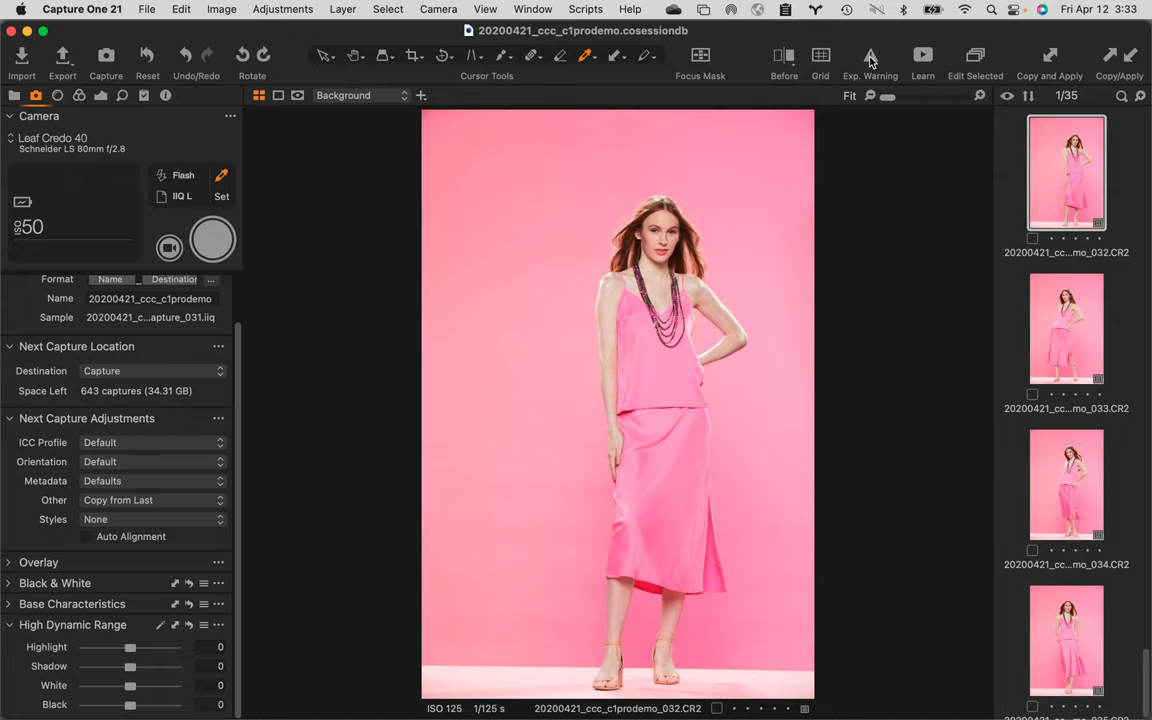 Capture One 21 File Edit Image Adjustments Layer Select Camera View Window Scripts Help Fri Apr 12 3:33
20200421_ccc_c1prodemo.cosessiondb
Import Export Capture Reset Undo/Redo Rotate Cursor Tools Focus Mask Before Grid Exp. Warning Learn Edit Selected Copy and Apply Copy/Apply
Background Fit 1/35
Camera
Leaf Credo 40
Schneider LS 80mm f/2.8
Flash
IIQ L Set
ISO 50
Format Name _ Destination ...
Name 20200421_ccc_c1prodemo
Sample 20200421_c...apture_031.iiq
Next Capture Location
Destination Capture
Space Left 643 captures (34.31 GB)
Next Capture Adjustments
ICC Profile Default
Orientation Default
Metadata Defaults
Other Copy from Last
Styles None
Auto Alignment
Overlay
Black & White
Base Characteristics
High Dynamic Range
Highlight 0
Shadow 0
White 0
Black 0
ISO 125 1/125 s 20200421_ccc_c1prodemo_032.CR2
20200421_cc...mo_032.CR2
20200421_cc...mo_033.CR2
20200421_cc...mo_034.CR2